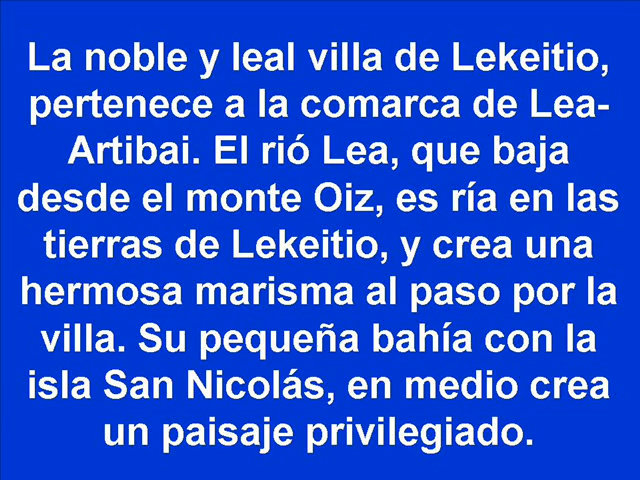 La noble y leal villa de Lekeitio,
pertenece a la comarca de Lea-
Artibai. El rió Lea, que baja
desde el monte Oiz, es ría en las
tierras de Lekeitio, y crea una
hermosa marisma al paso por la
villa. Su pequeña bahía con la
isla San Nicolás, en medio crea
un paisaje privilegiado.